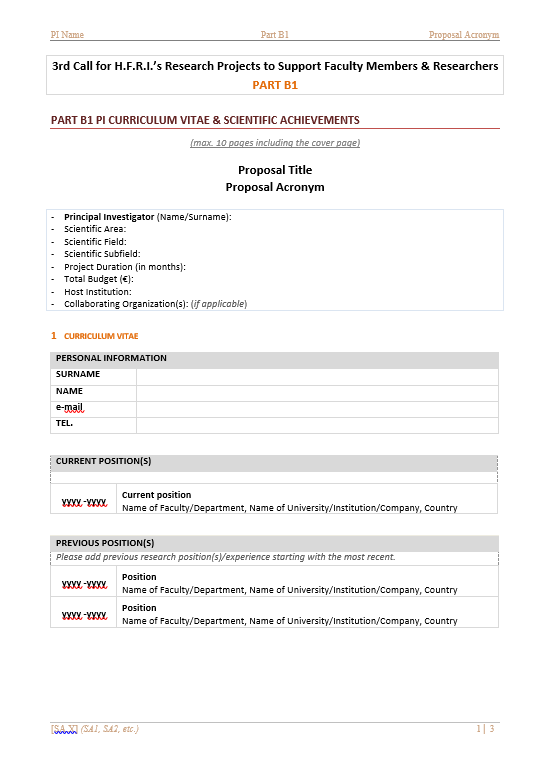 PI Name Part B1 Proposal Acronym
3rd Call for H.F.R.I.'s Research Projects to Support Faculty Members & Researchers
PART B1
PART B1 PI CURRICULUM VITAE & SCIENTIFIC ACHIEVEMENTS
(max. 10 pages including the cover page)
Proposal Title
Proposal Acronym
- Principal Investigator (Name/Surname):
- Scientific Area:
- Scientific Field:
- Scientific Subfield:
- Project Duration (in months):
- Total Budget (€):
- Host Institution:
- Collaborating Organization(s): (if applicable)
1 CURRICULUM VITAE
PERSONAL INFORMATION
SURNAME
NAME
e-mail
TEL.
CURRENT POSITION(S)
yyyy -yyyy
Current position
Name of Faculty/Department, Name of University/Institution/Company, Country
PREVIOUS POSITION(S)
Please add previous research position(s)/experience starting with the most recent.
yyyy -yyyy
Position
Name of Faculty/Department, Name of University/Institution/Company, Country
yyyy -yyyy
Position
Name of Faculty/Department, Name of University/Institution/Company, Country
[SA.X] (SA1, SA2, etc.) 1 | 3